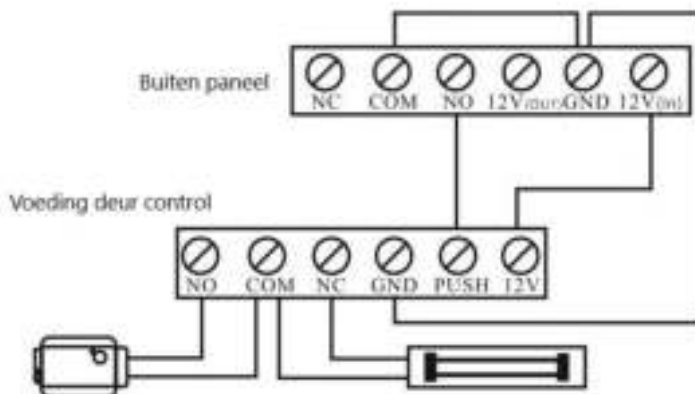 Buiten paneel
NC COM NO 12V(OUT) GND 12V(In)
Voeding deur control
NO COM NC GND PUSH 12V